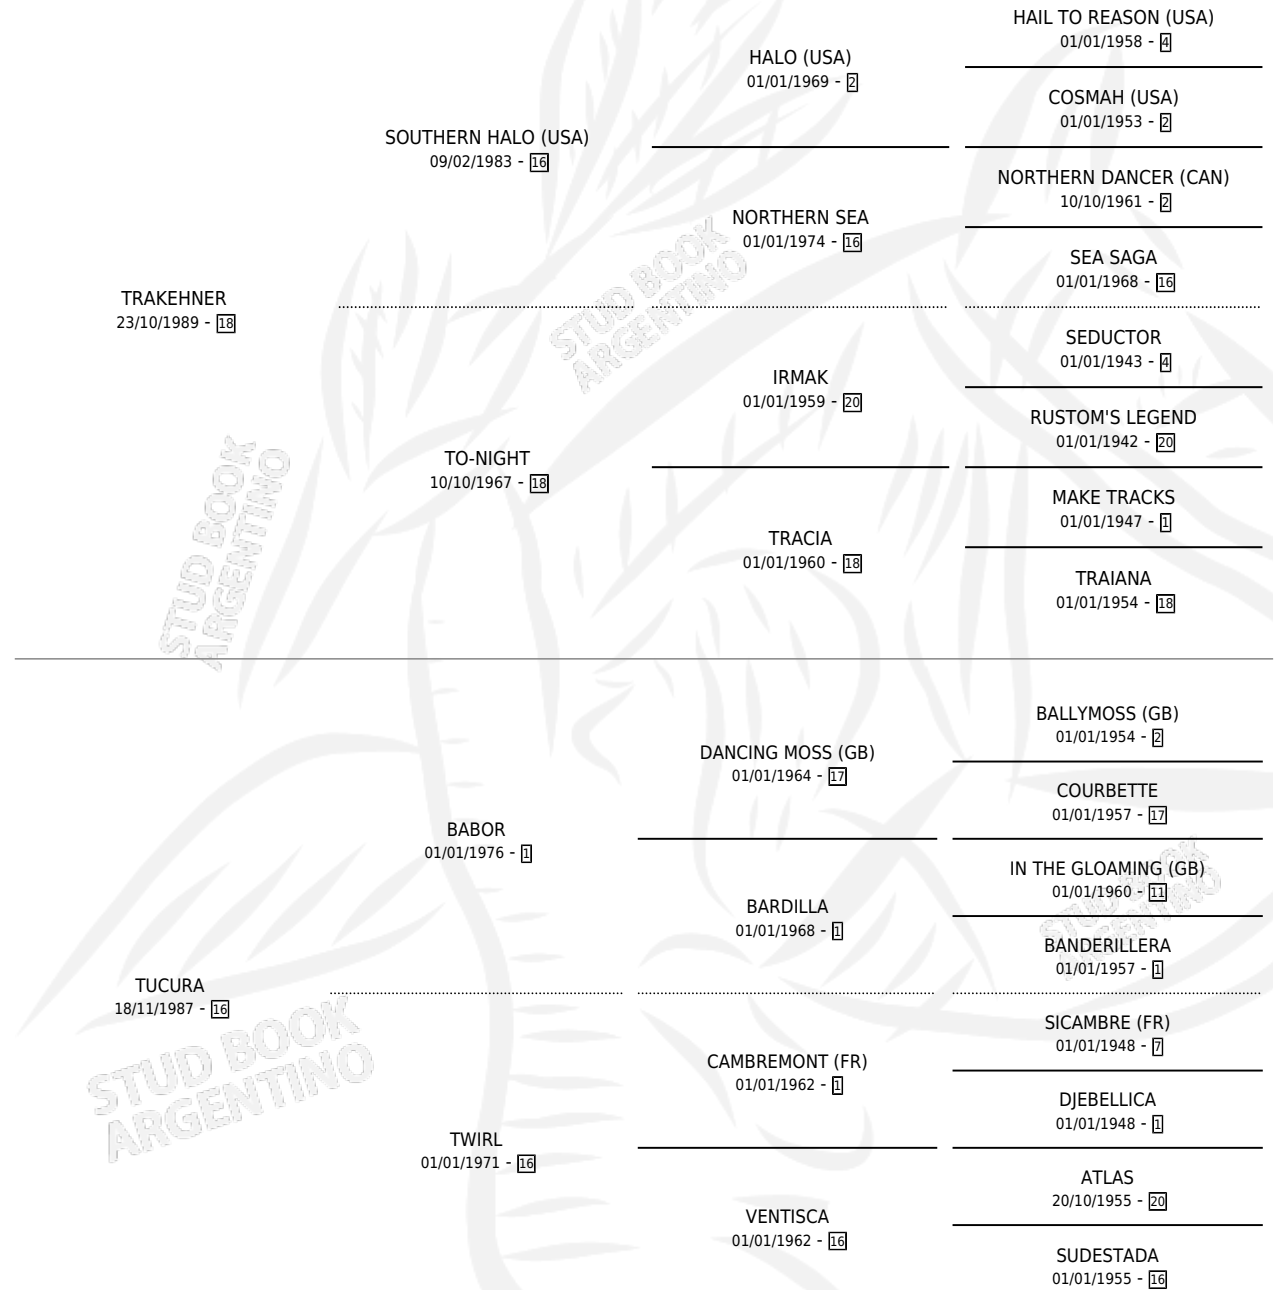 HAIL TO REASON (USA)
01/01/1958 - 4
HALO (USA)
01/01/1969 - 2
COSMAH (USA)
01/01/1953 - 2
SOUTHERN HALO (USA)
09/02/1983 - 16
NORTHERN DANCER (CAN)
10/10/1961 - 2
NORTHERN SEA
01/01/1974 - 16
SEA SAGA
01/01/1968 - 16
TRAKEHNER
23/10/1989 - 18
SEDUCTOR
01/01/1943 - 4
IRMAK
01/01/1959 - 20
RUSTOM'S LEGEND
01/01/1942 - 20
TO-NIGHT
10/10/1967 - 18
MAKE TRACKS
01/01/1947 - 1
TRACIA
01/01/1960 - 18
TRAIANA
01/01/1954 - 18
BALLYMOSS (GB)
01/01/1954 - 2
DANCING MOSS (GB)
01/01/1964 - 17
COURBETTE
01/01/1957 - 17
BABOR
01/01/1976 - 1
IN THE GLOAMING (GB)
01/01/1960 - 11
BARDILLA
01/01/1968 - 1
BANDERILLERA
01/01/1957 - 1
TUCURA
18/11/1987 - 16
SICAMBRE (FR)
01/01/1948 - 7
CAMBREMONT (FR)
01/01/1962 - 1
DJEBELLICA
01/01/1948 - 1
TWIRL
01/01/1971 - 16
ATLAS
20/10/1955 - 20
VENTISCA
01/01/1962 - 16
SUDESTADA
01/01/1955 - 16
STUD BOOK
ARGENTINO
STUD BOOK
ARGENTINO
STUD BOOK
ARGENTINO
STUD BOOK
ARGENTINO